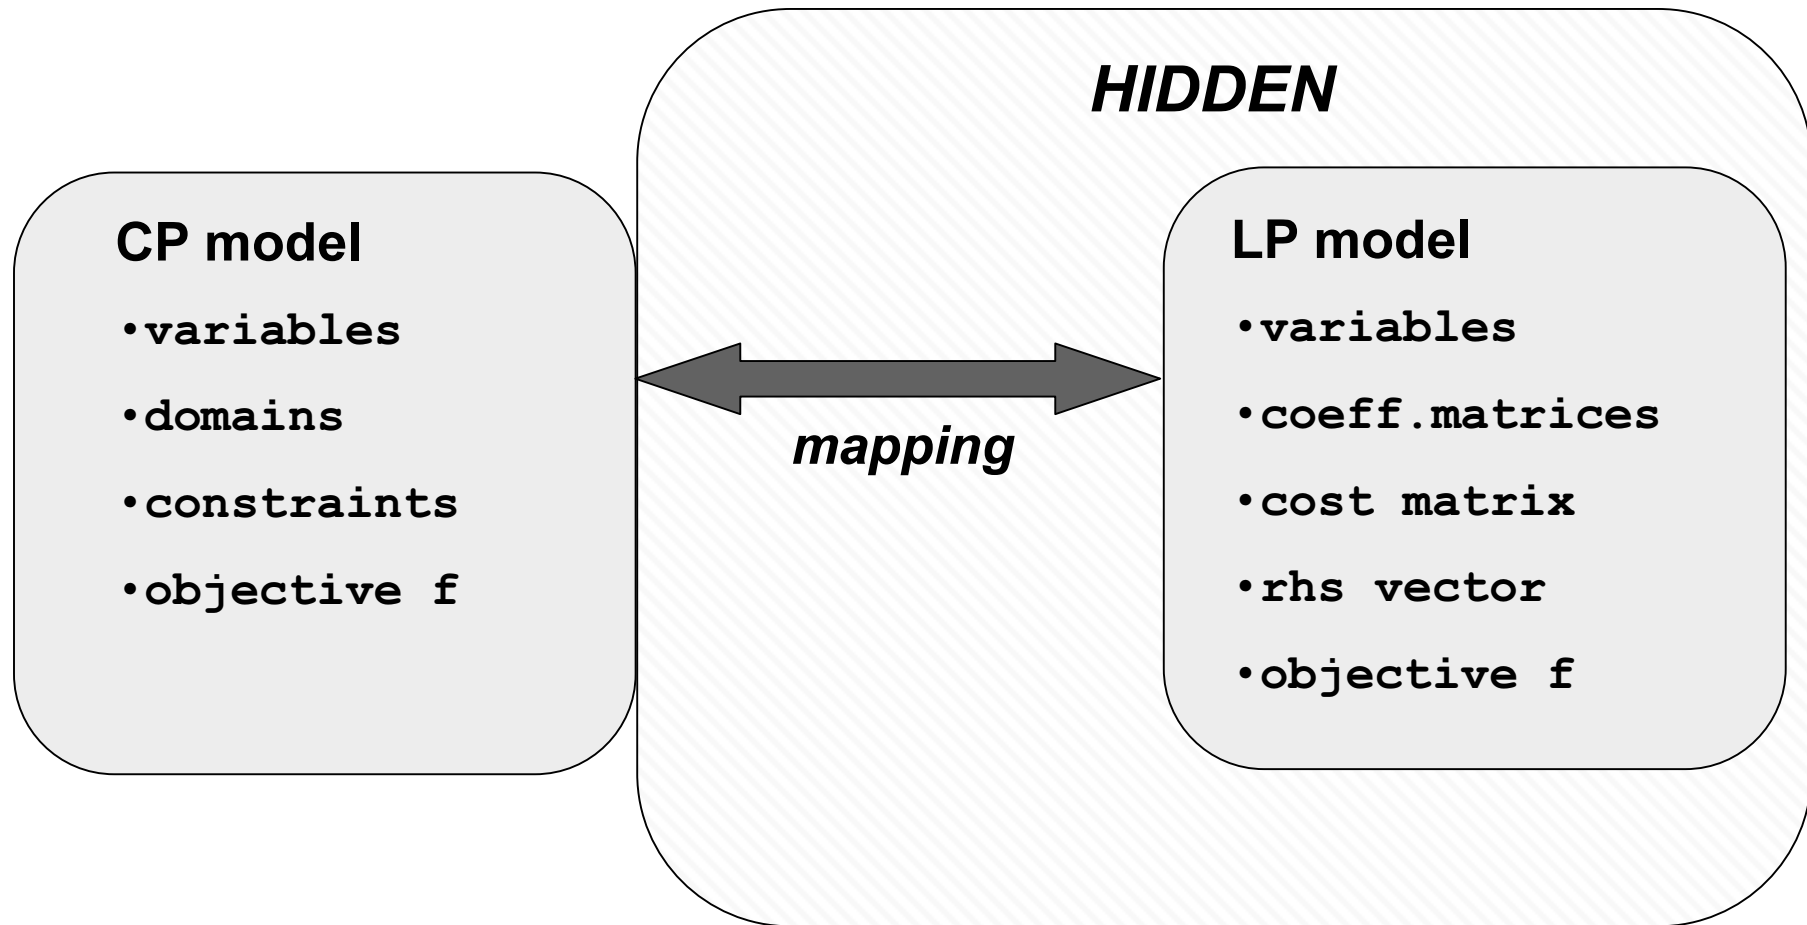 HIDDEN
CP model
•variables
•domains
•constraints
•objective f
mapping
LP model
•variables
•coeff.matrices
•cost matrix
•rhs vector
•objective f